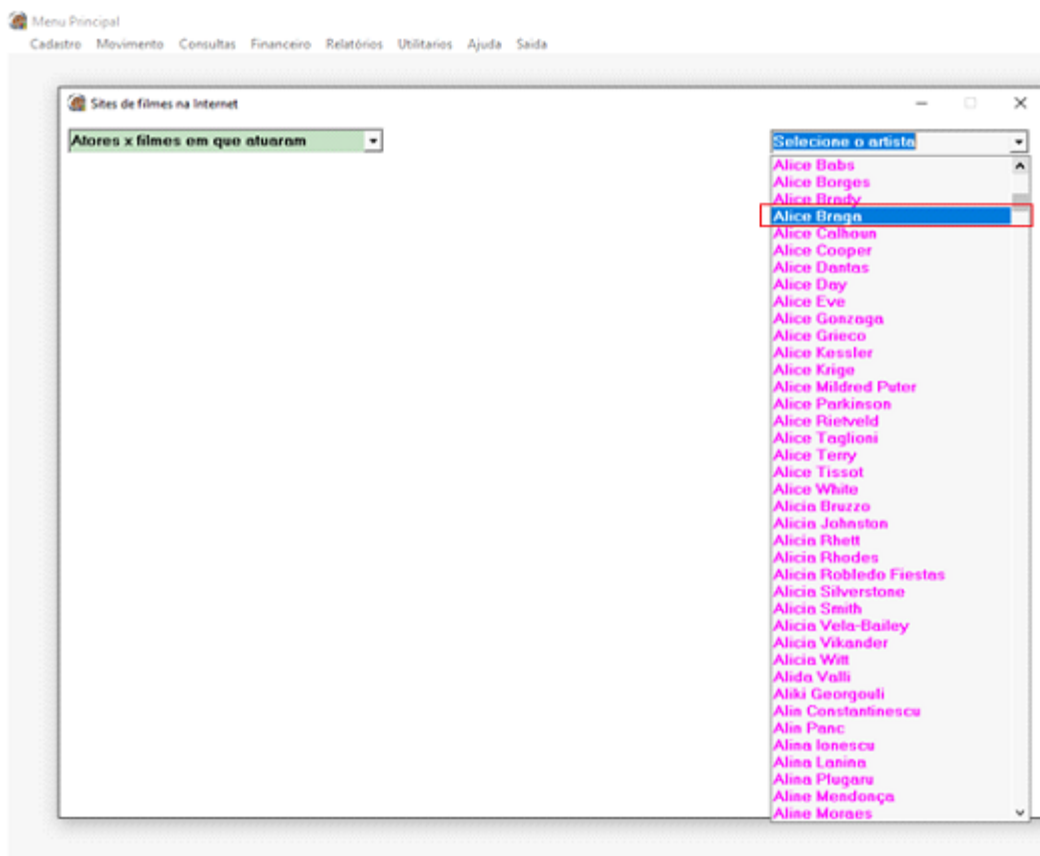 Menu Principal
Cadastro Movimento Consultas Financeiro Relatórios Utilitarios Ajuda Saida
Sites de filmes na Internet
Atores x filmes em que atuaram
Selecione o artista
Alice Babs
Alice Borges
Alice Brady
Alice Braga
Alice Calhoun
Alice Cooper
Alice Dantas
Alice Day
Alice Eve
Alice Gonzaga
Alice Grieco
Alice Kessler
Alice Krige
Alice Mildred Puter
Alice Parkinson
Alice Rietveld
Alice Taglioni
Alice Terry
Alice Tissot
Alice White
Alicia Bruzzo
Alicia Johnston
Alicia Rhett
Alicia Rhodes
Alicia Robledo Fiestas
Alicia Silverstone
Alicia Smith
Alicia Vela-Bailey
Alicia Vikander
Alicia Witt
Alida Valli
Aliki Georgouli
Alin Constantinescu
Alin Panc
Alina Ionescu
Alina Lanina
Alina Plugaru
Aline Mendonça
Aline Moraes